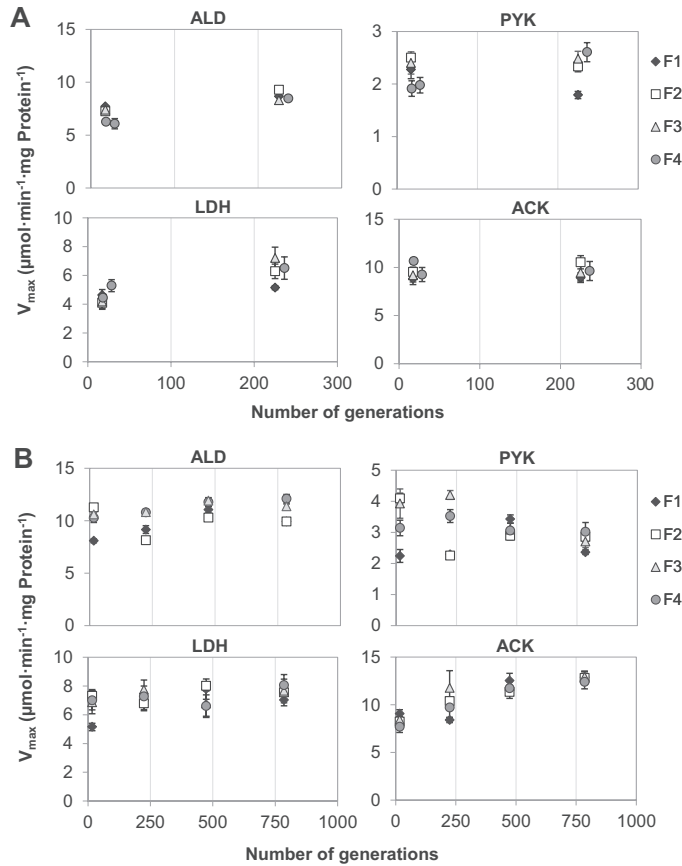 A
ALD
PYK
15
10
5
0
3
2
1
0
F1
F2
F3
F4
LDH
ACK
10
8
6
4
2
0
15
10
5
0
0 100 200 300
0 100 200 300
Vmax (µmol·min⁻¹·mg Protein⁻¹)
Number of generations
B
ALD
PYK
15
10
5
0
5
4
3
2
1
0
F1
F2
F3
F4
LDH
ACK
10
8
6
4
2
0
15
10
5
0
0 250 500 750 1000
0 250 500 750 1000
Vmax (µmol·min⁻¹·mg Protein⁻¹)
Number of generations